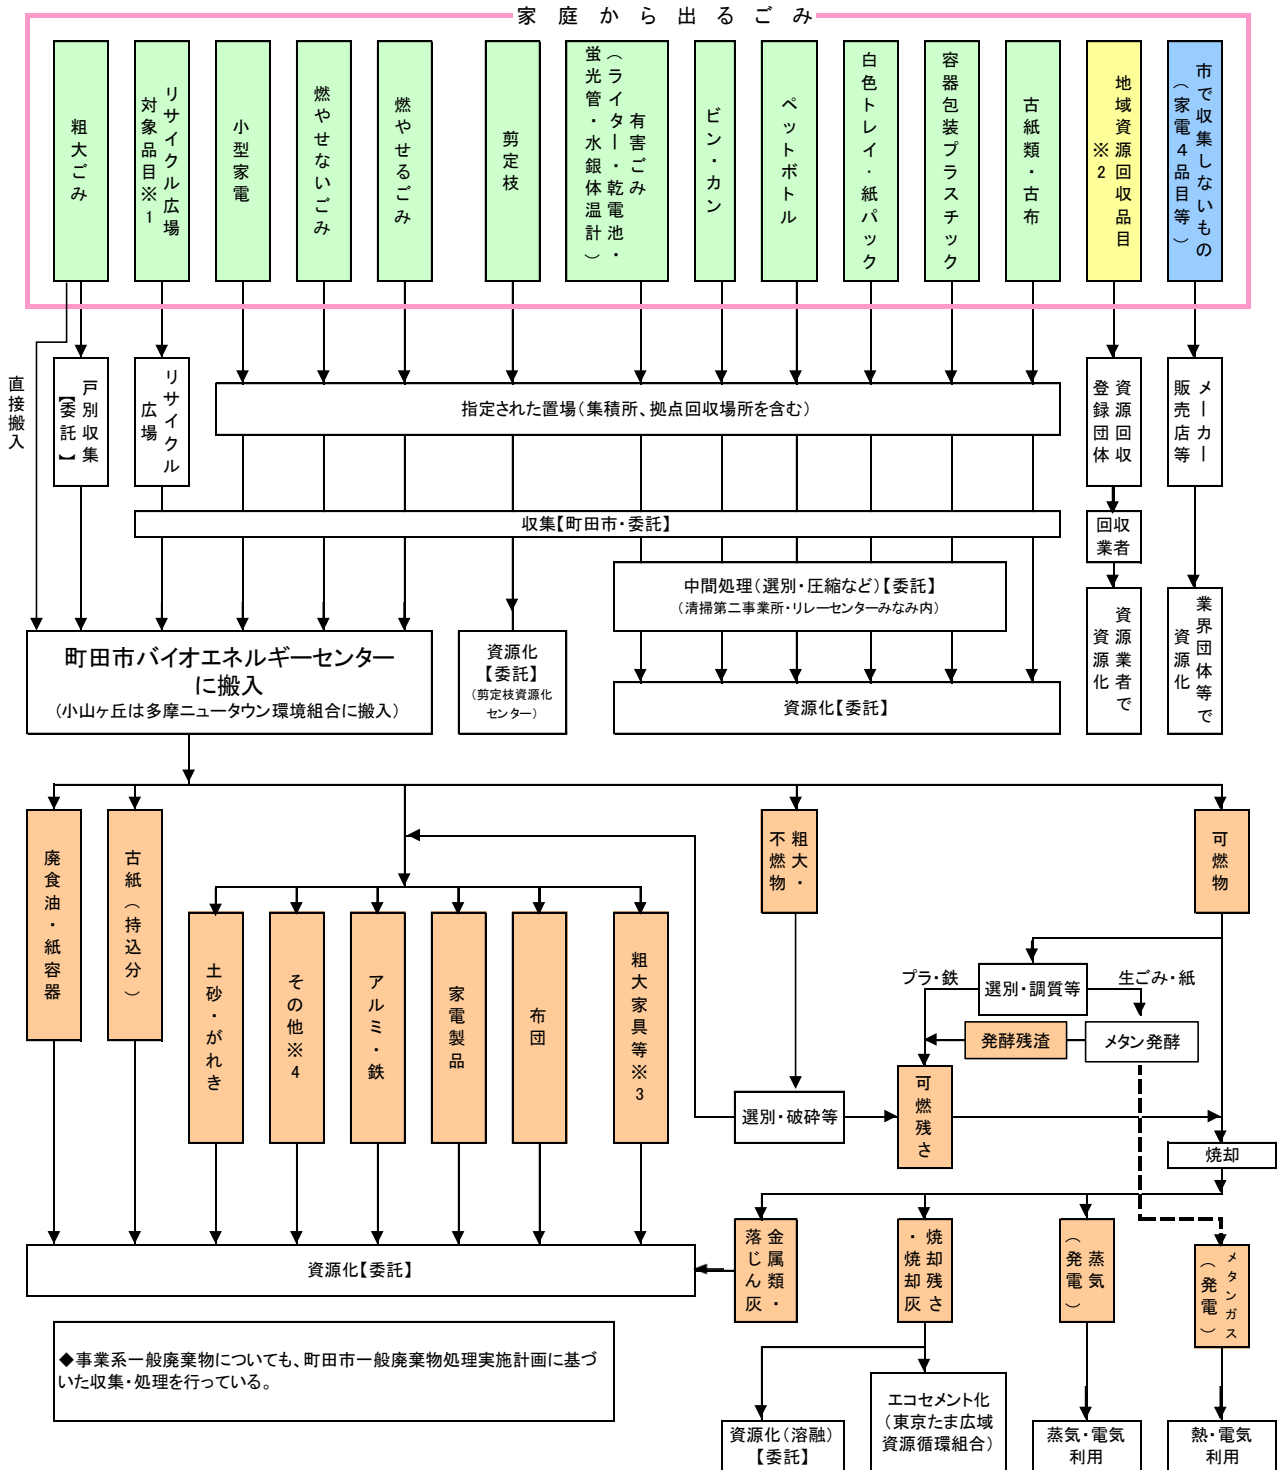 家庭から出るごみ
粗大ごみ
リサイクル広場
対象品目※1
小型家電
燃やせないごみ
燃やせるごみ
剪定枝
有害ごみ
（ライター・乾電池・
蛍光管・水銀体温計）
ビン・カン
ペットボトル
白色トレイ・紙パック
容器包装プラスチック
古紙類・古布
地域資源回収品目
※2
市で収集しないもの
（家電4品目等）
直接搬入
戸別収集
【委託】
リサイクル
広場
指定された置場（集積所、拠点回収場所を含む）
資源回収
登録団体
メーカー
販売店等
収集【町田市・委託】
回収
業者
中間処理（選別・圧縮など）【委託】
（清掃第二事業所・リレーセンターみなみ内）
町田市バイオエネルギーセンター
に搬入
（小山ヶ丘は多摩ニュータウン環境組合に搬入）
資源化
【委託】
（剪定枝資源化
センター）
資源化【委託】
資源業者で
資源化
業界団体等で
資源化
廃食油・紙容器
古紙（持込分）
粗大・
不燃物
可燃物
土砂・がれき
その他※4
アルミ・鉄
家電製品
布団
粗大家具等※3
プラ・鉄
選別・調質等
生ごみ・紙
発酵残渣
メタン発酵
選別・破砕等
可燃残さ
焼却
資源化【委託】
金属類・
落じん灰
焼却残さ
・焼却灰
蒸気
（発電）
メタンガス
（発電）
◆事業系一般廃棄物についても、町田市一般廃棄物処理実施計画に基づ
いた収集・処理を行っている。
資源化（溶融）
【委託】
エコセメント化
（東京たま広域
資源循環組合）
蒸気・電気
利用
熱・電気
利用